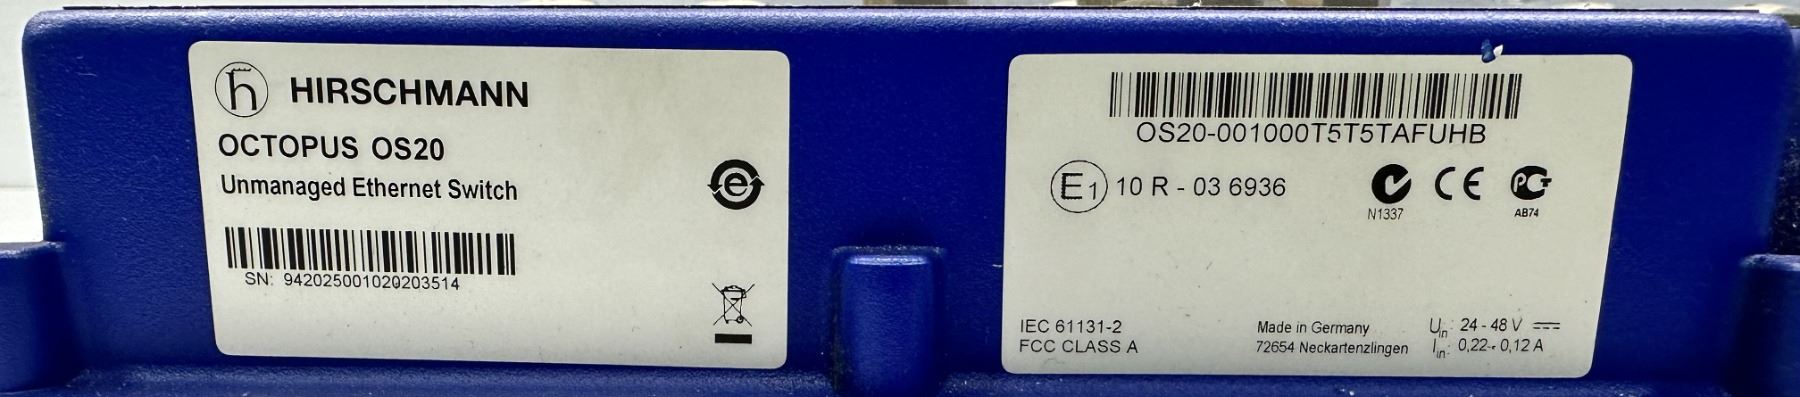 HIRSCHMANN
OCTOPUS OS20
Unmanaged Ethernet Switch
e
SN: 942025001020203514
OS20-001000T5T5TAFUHB
E1 10 R - 03 6936
N1337
CE
AB74
IEC 61131-2
FCC CLASS A
Made in Germany
72654 Neckartenzlingen
Uin: 24 - 48 V
Iin: 0,22 - 0,12 A